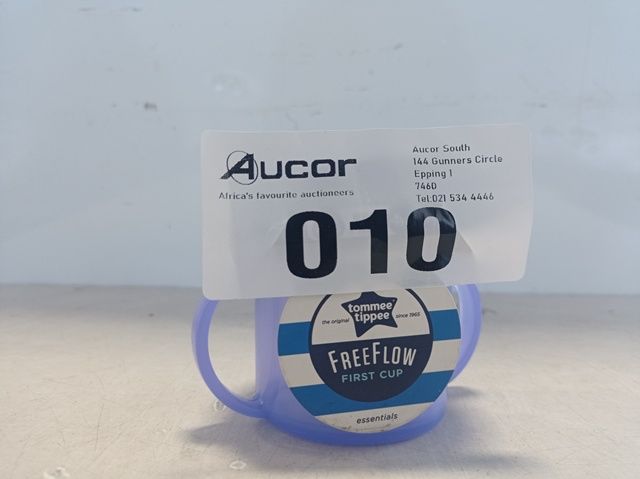 Aucor
Africa's favourite auctioneers
Aucor South
144 Gunners Circle
Epping 1
7460
Tel:021 534 4446
010
tommee
tippee
the original
since 1965
FREEFLOW
FIRST CUP
essentials